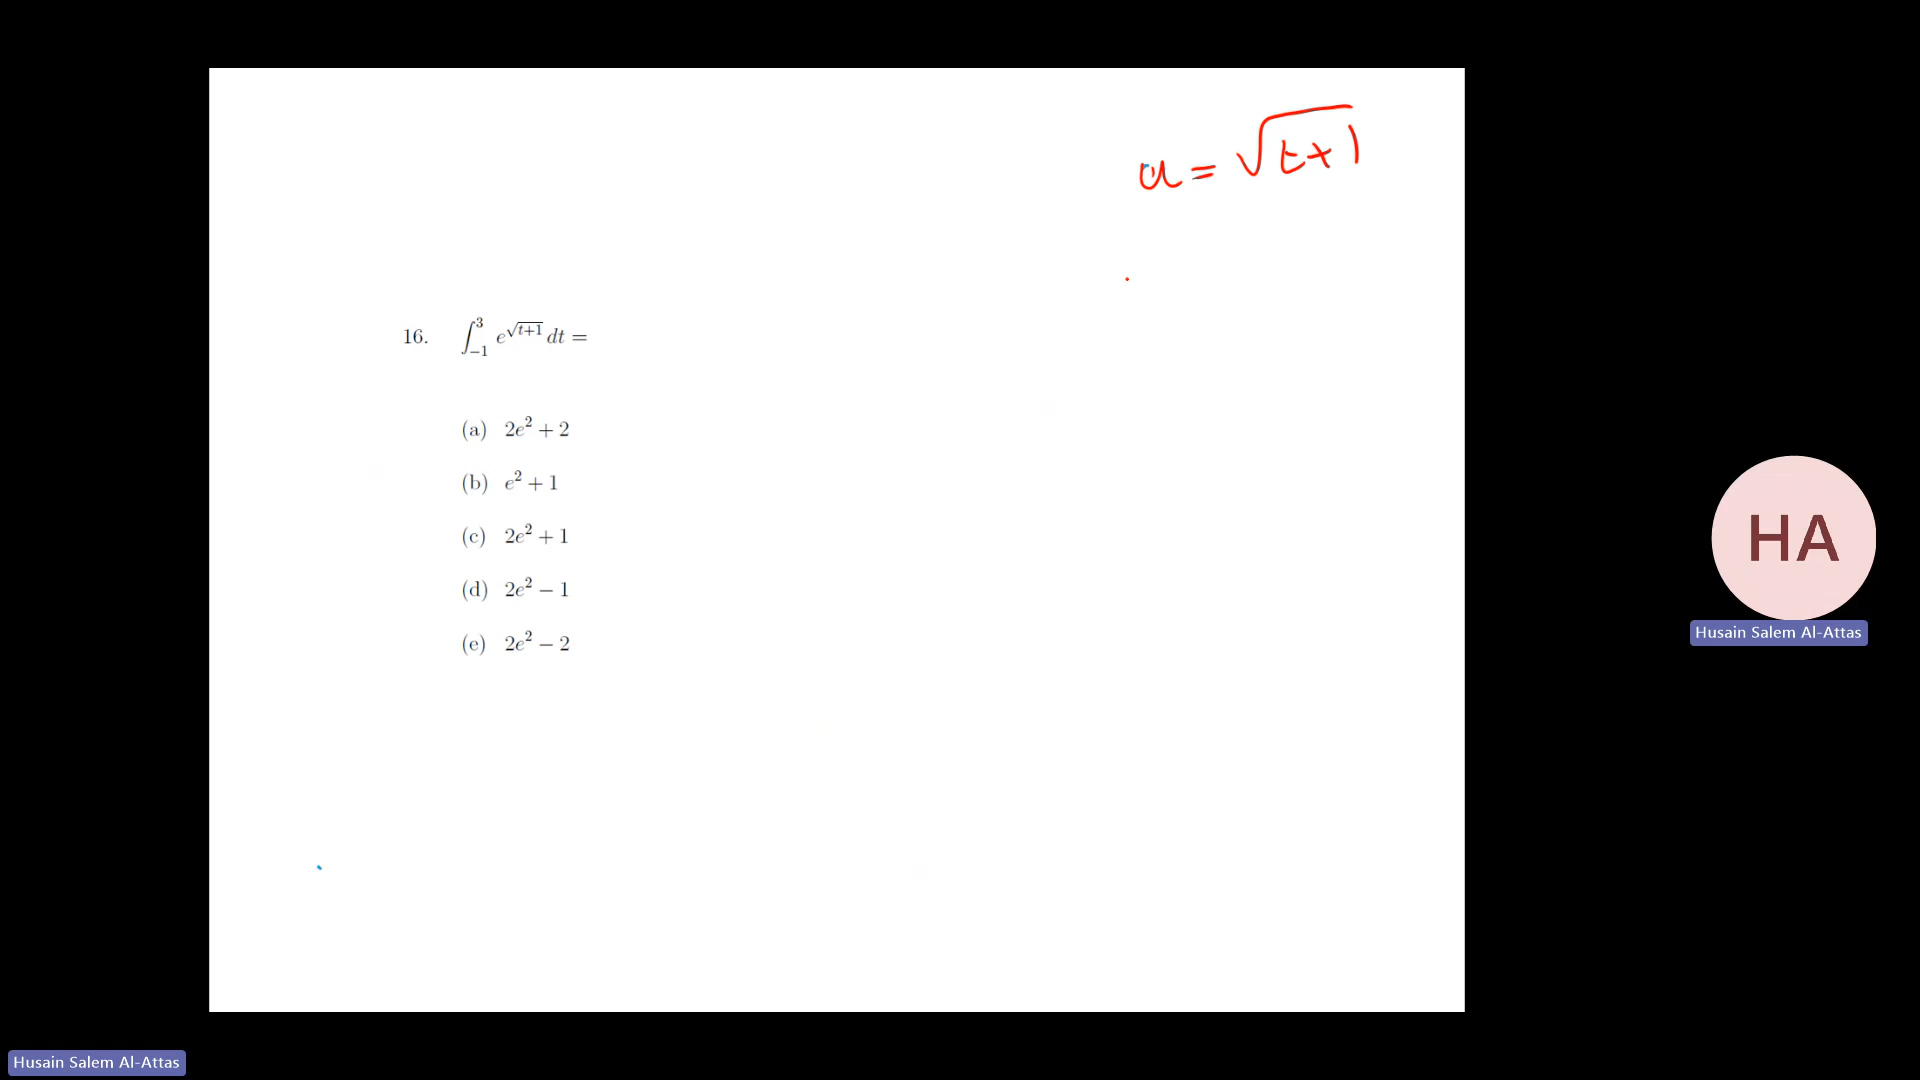 a = √t+1
16. ∫₋₁³ e^√(t+1) dt =
(a) 2e² + 2
(b) e² + 1
(c) 2e² + 1
(d) 2e² − 1
(e) 2e² − 2
HA
Husain Salem Al-Attas
Husain Salem Al-Attas